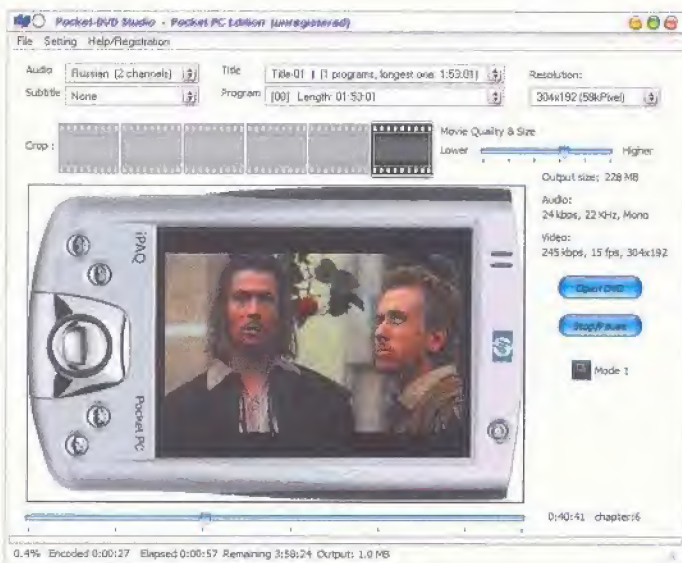 Pocket-DVD Studio - Pocket PC Edition (unregistered)
File Setting Help/Registration
Audio Russian (2 channels) Title Title-01 [1 programs, longest one: 1:53:01] Resolution:
Subtitle None Program [00] Length 01:53:01 304x192 (58kPixel)
Crop : Movie Quality & Size
Lower Higher
Output size: 228 MB
Audio:
24 kbps, 22 KHz, Mono
Video:
245 kbps, 15 fps, 304x192
iPAQ
Open DVD
Stop/Pause
Mode 1
Pocket PC
0:40:41 chapter:6
0.4% Encoded 0:00:27 Elapsed 0:00:57 Remaining 3:58:24 Output: 1.0 MB